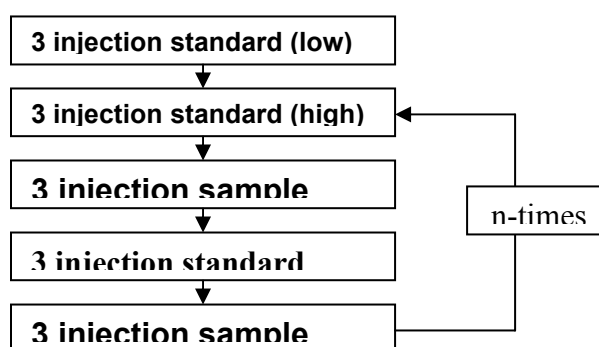 3 injection standard (low)
3 injection standard (high)
3 injection sample
n-times
3 injection standard
3 injection sample